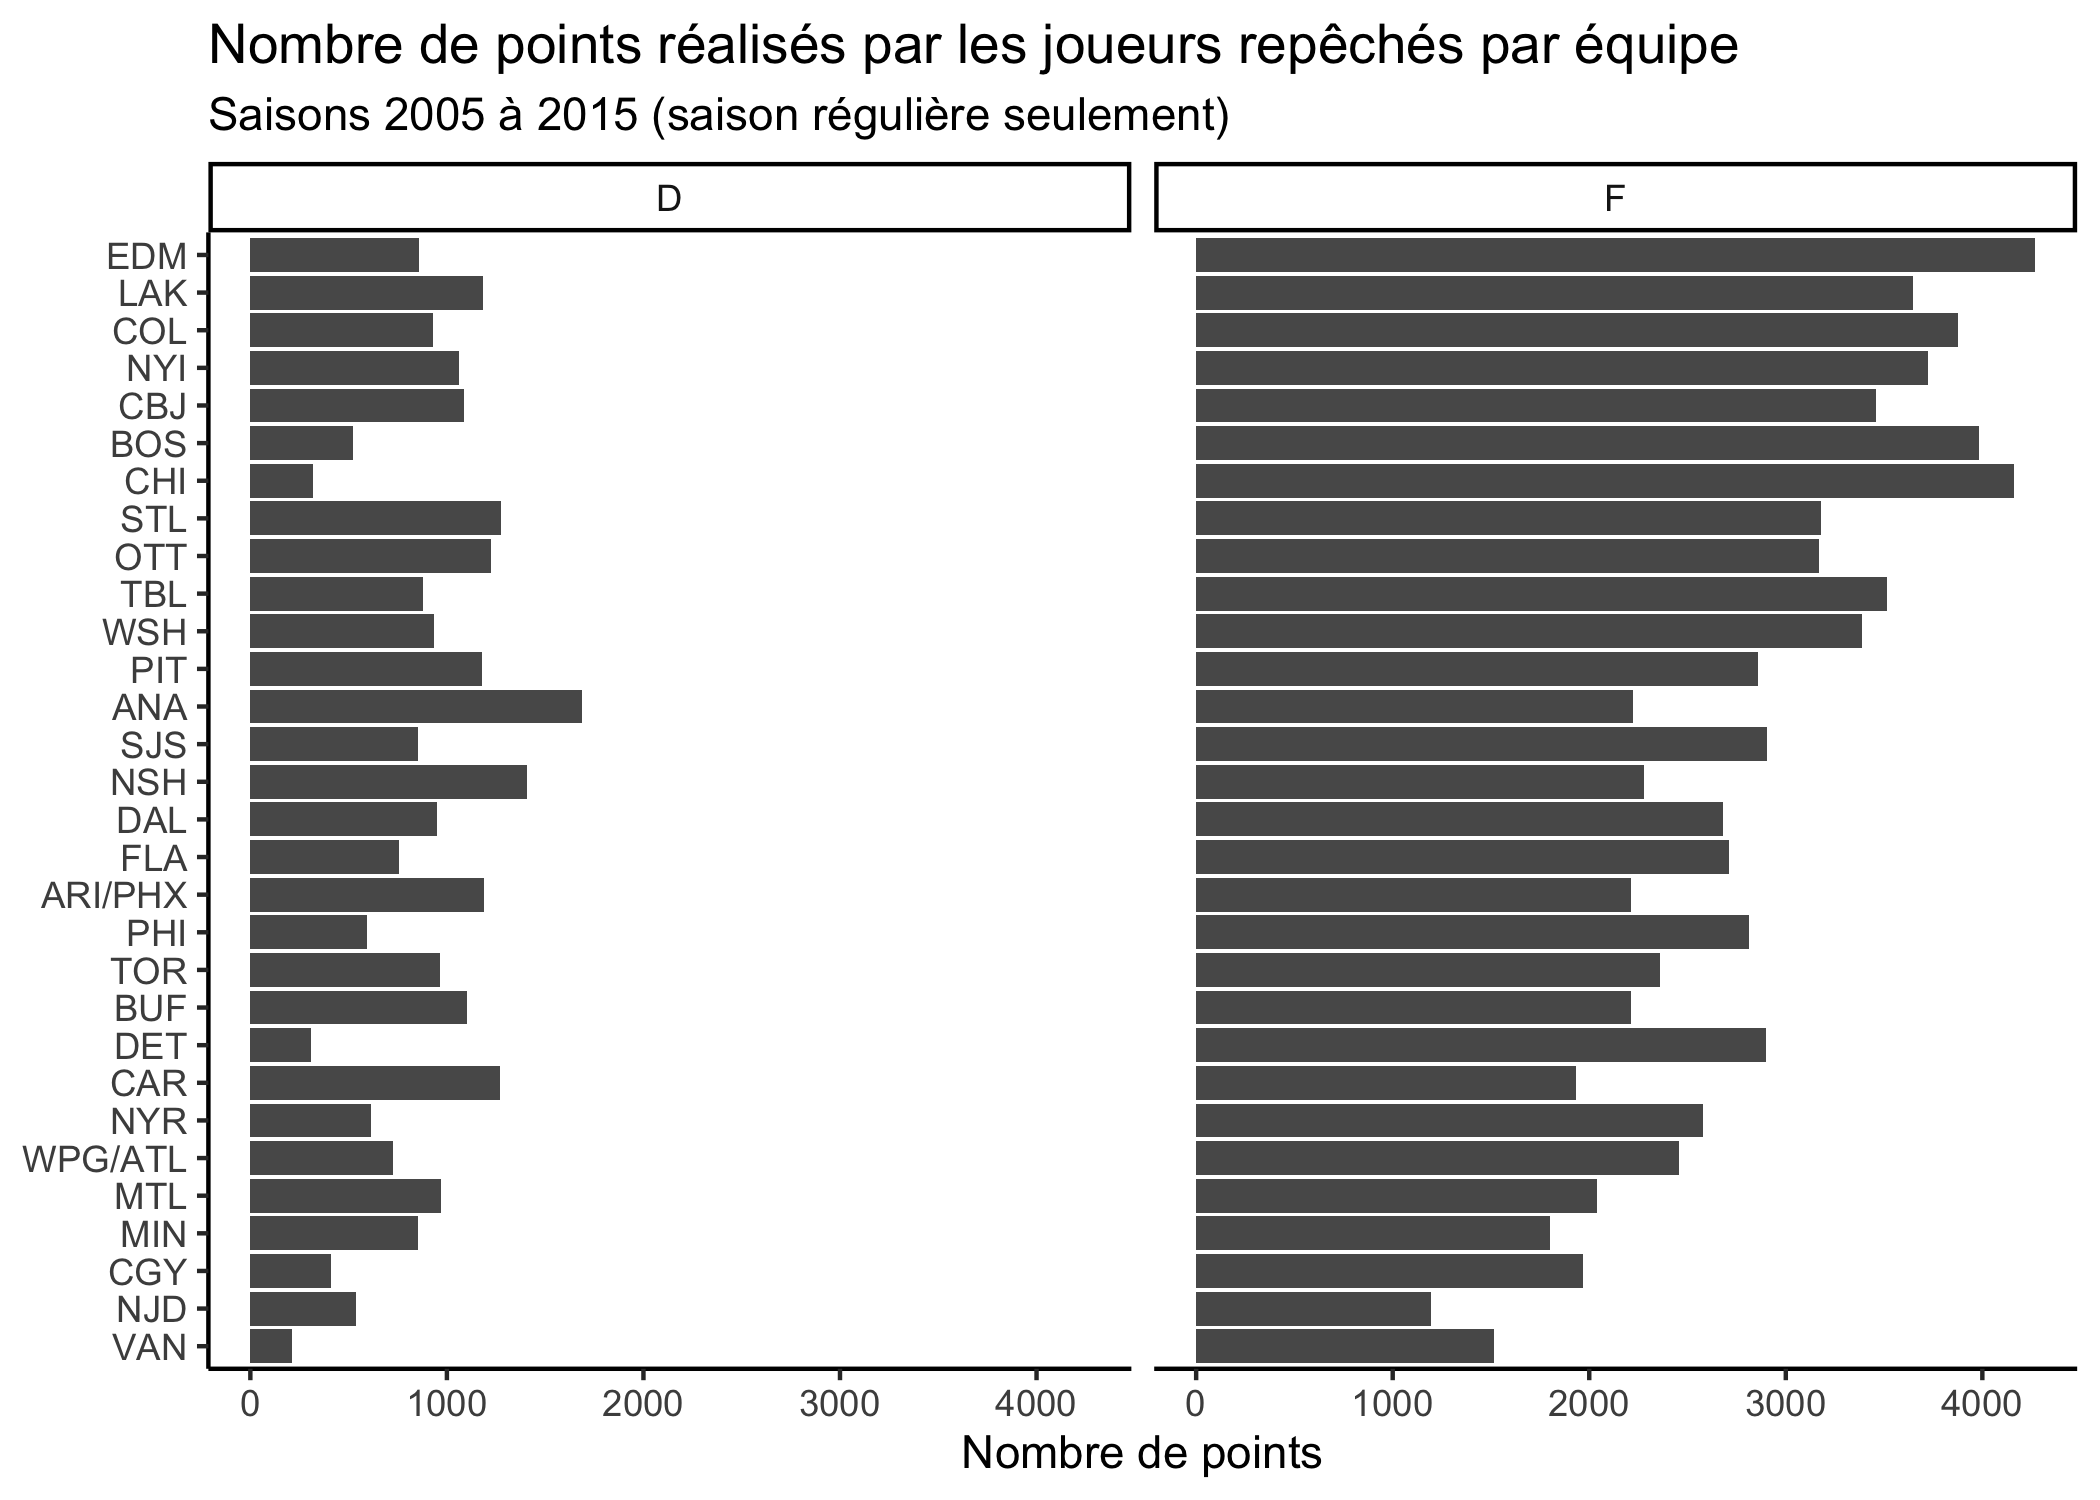 Nombre de points réalisés par les joueurs repêchés par équipe
Saisons 2005 à 2015 (saison régulière seulement)
D
F
EDM
LAK
COL
NYI
CBJ
BOS
CHI
STL
OTT
TBL
WSH
PIT
ANA
SJS
NSH
DAL
FLA
ARI/PHX
PHI
TOR
BUF
DET
CAR
NYR
WPG/ATL
MTL
MIN
CGY
NJD
VAN
0 1000 2000 3000 4000
0 1000 2000 3000 4000
Nombre de points